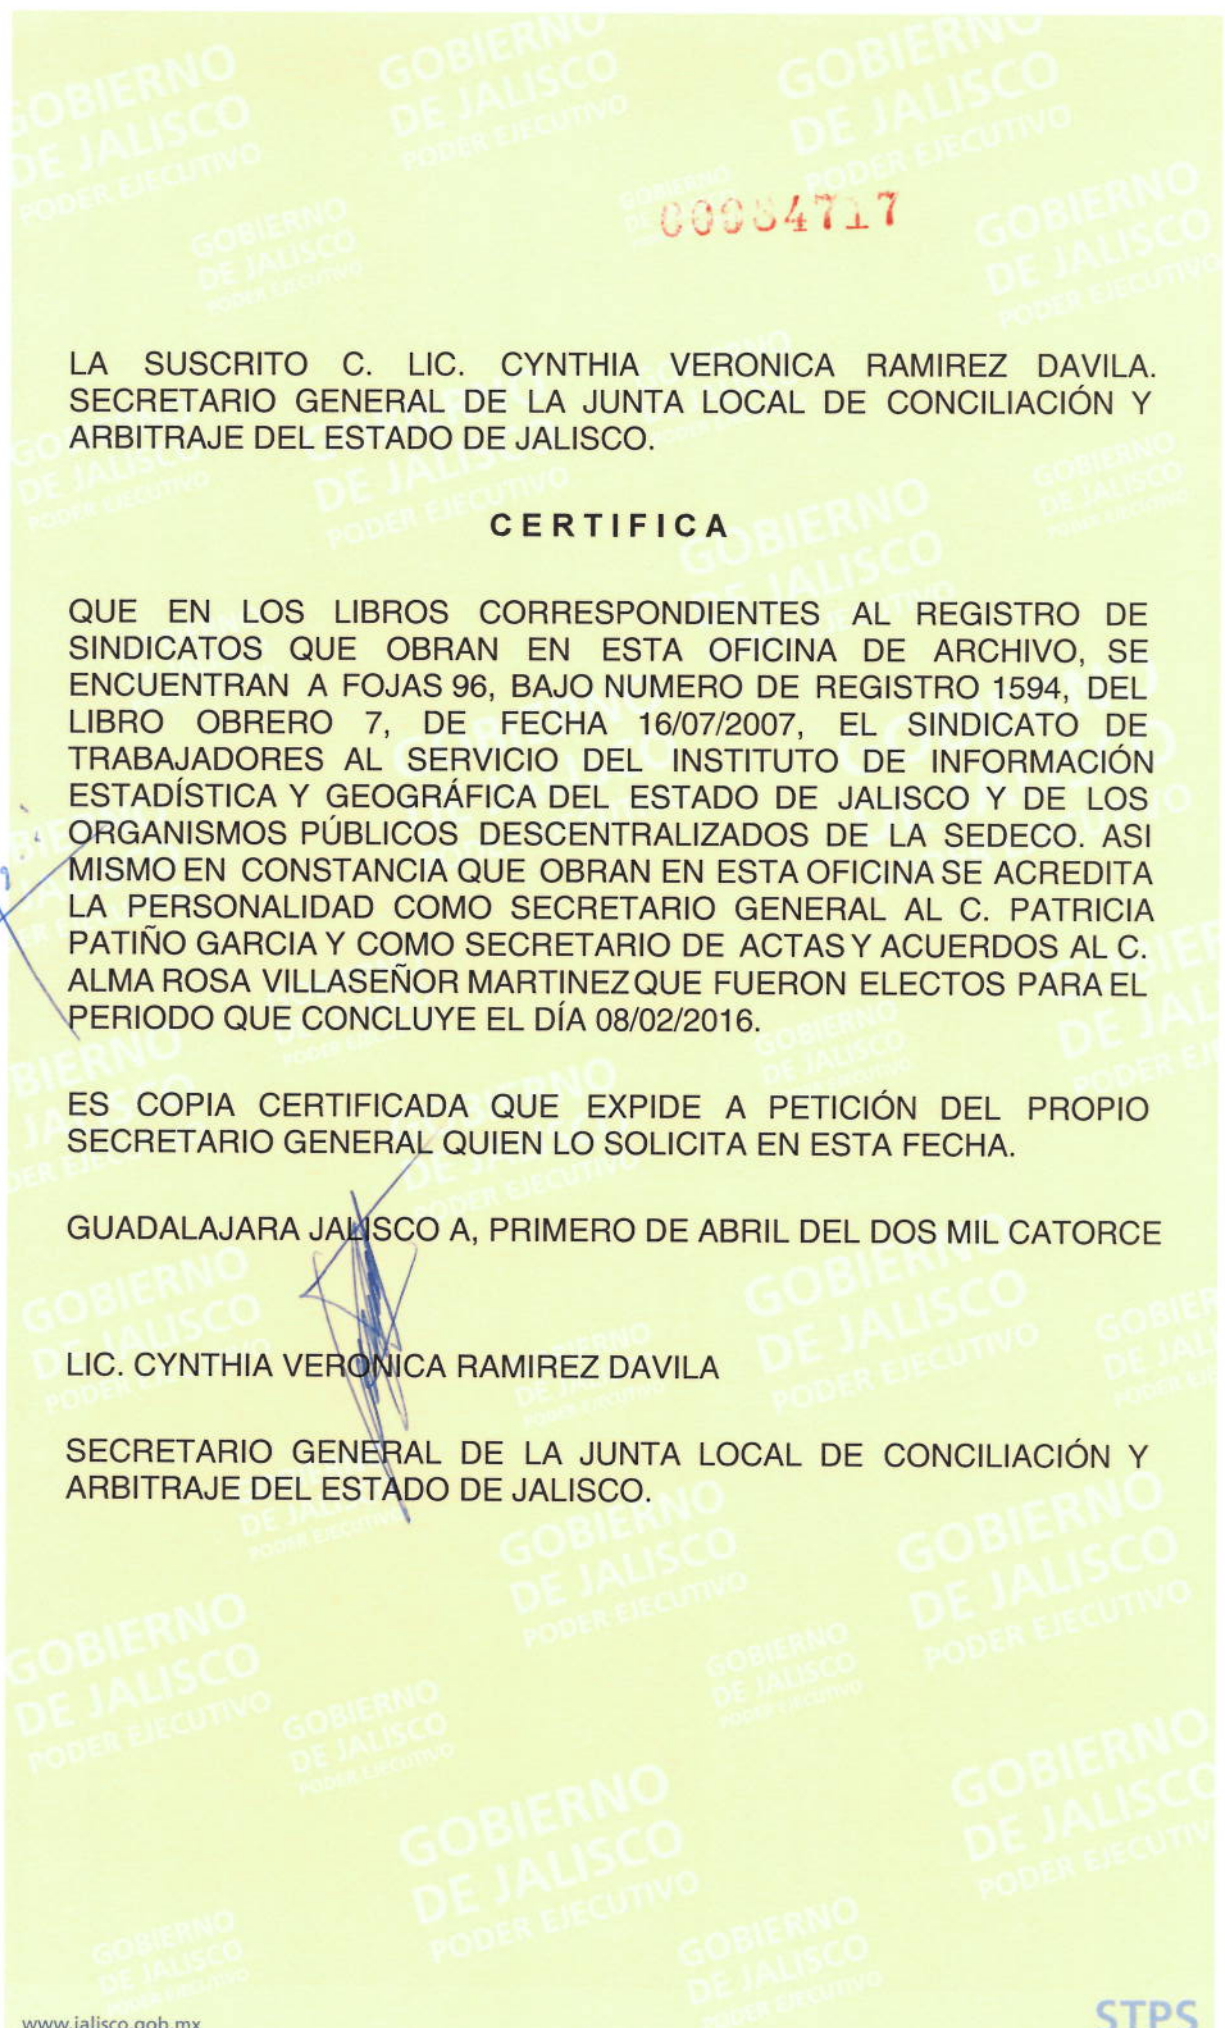 00084717
LA SUSCRITO C. LIC. CYNTHIA VERONICA RAMIREZ DAVILA.
SECRETARIO GENERAL DE LA JUNTA LOCAL DE CONCILIACIÓN Y
ARBITRAJE DEL ESTADO DE JALISCO.
CERTIFICA
QUE EN LOS LIBROS CORRESPONDIENTES AL REGISTRO DE
SINDICATOS QUE OBRAN EN ESTA OFICINA DE ARCHIVO, SE
ENCUENTRAN A FOJAS 96, BAJO NUMERO DE REGISTRO 1594, DEL
LIBRO OBRERO 7, DE FECHA 16/07/2007, EL SINDICATO DE
TRABAJADORES AL SERVICIO DEL INSTITUTO DE INFORMACIÓN
ESTADÍSTICA Y GEOGRÁFICA DEL ESTADO DE JALISCO Y DE LOS
ORGANISMOS PÚBLICOS DESCENTRALIZADOS DE LA SEDECO. ASI
MISMO EN CONSTANCIA QUE OBRAN EN ESTA OFICINA SE ACREDITA
LA PERSONALIDAD COMO SECRETARIO GENERAL AL C. PATRICIA
PATIÑO GARCIA Y COMO SECRETARIO DE ACTAS Y ACUERDOS AL C.
ALMA ROSA VILLASEÑOR MARTINEZ QUE FUERON ELECTOS PARA EL
PERIODO QUE CONCLUYE EL DÍA 08/02/2016.
ES COPIA CERTIFICADA QUE EXPIDE A PETICIÓN DEL PROPIO
SECRETARIO GENERAL QUIEN LO SOLICITA EN ESTA FECHA.
GUADALAJARA JALISCO A, PRIMERO DE ABRIL DEL DOS MIL CATORCE
LIC. CYNTHIA VERONICA RAMIREZ DAVILA
SECRETARIO GENERAL DE LA JUNTA LOCAL DE CONCILIACIÓN Y
ARBITRAJE DEL ESTADO DE JALISCO.
www.jalisco.gob.mx
STPS